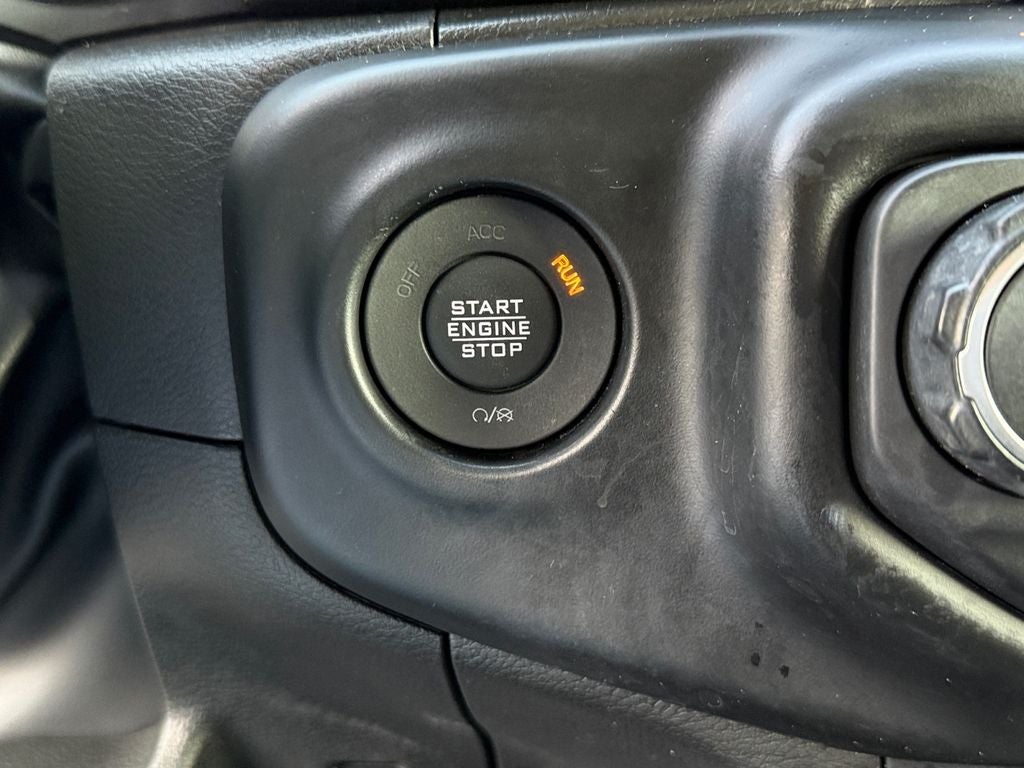 OFF
ACC
RUN
START
ENGINE
STOP